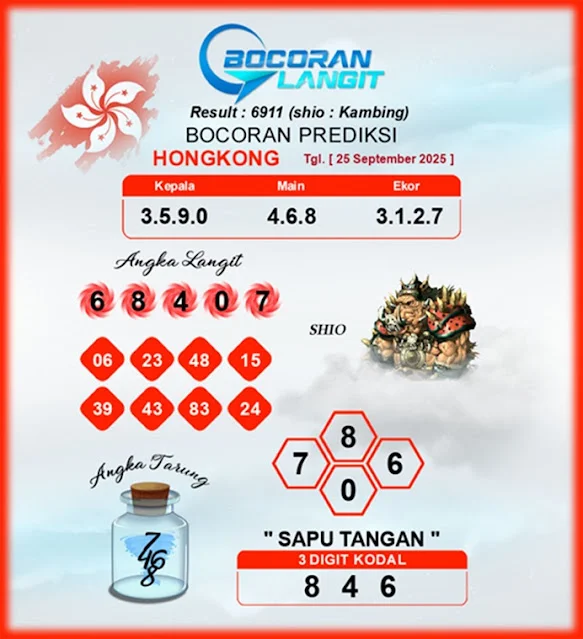 BOCORAN
LANGIT
Result : 6911 (shio : Kambing)
BOCORAN PREDIKSI
HONGKONG Tgl. [ 25 September 2025 ]
Kepala Main Ekor
3.5.9.0 4.6.8 3.1.2.7
Angka Langit
6 8 4 0 7
SHIO
06 23 48 15
39 43 83 24
8
7 6
0
Angka Tarung
7
46
8
" SAPU TANGAN "
3 DIGIT KODAL
8 4 6